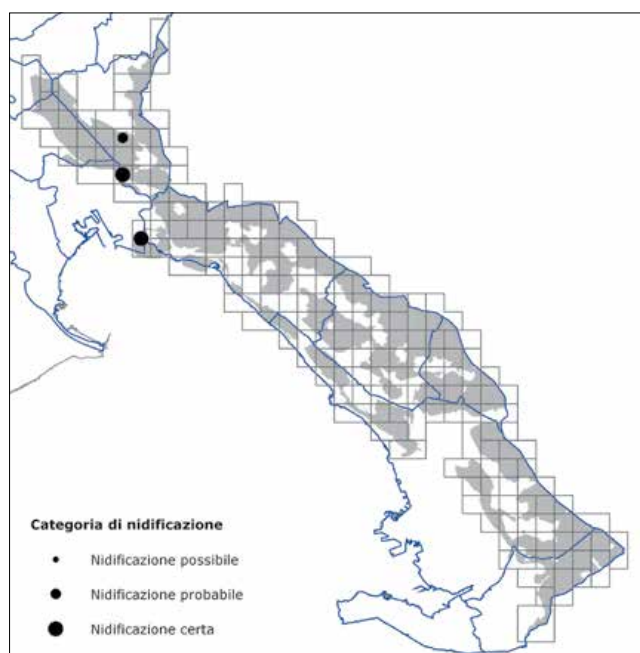 Categoria di nidificazione
Nidificazione possibile
Nidificazione probabile
Nidificazione certa